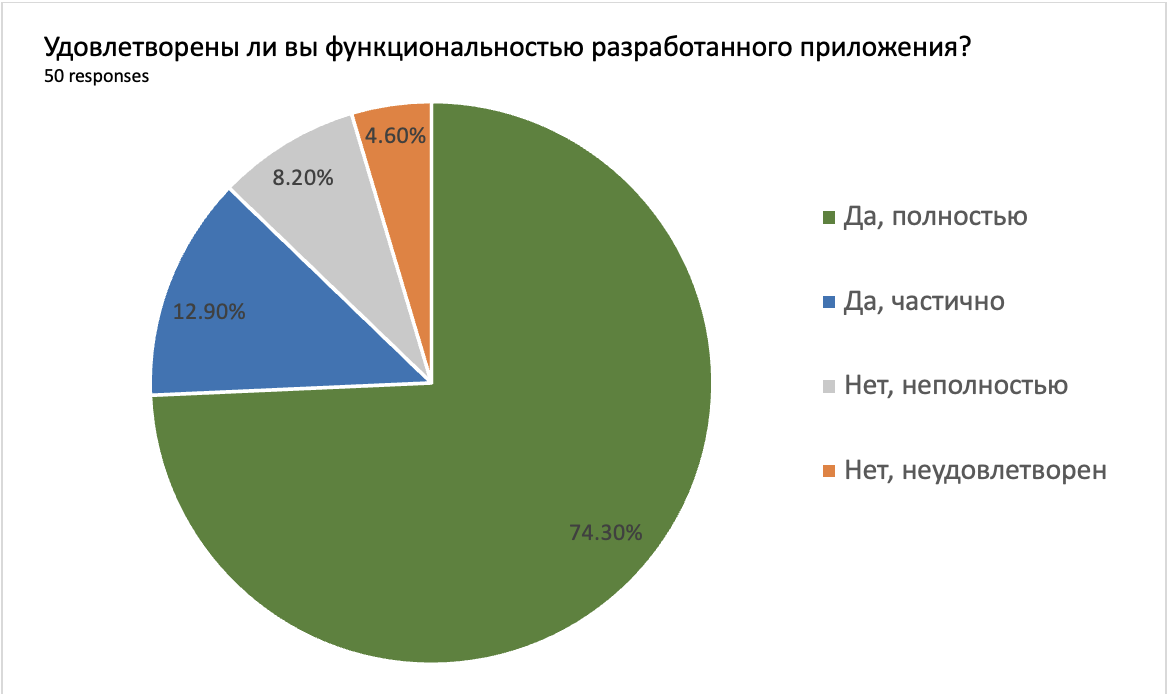 Удовлетворены ли вы функциональностью разработанного приложения?
50 responses
4.60%
8.20%
12.90%
74.30%
Да, полностью
Да, частично
Нет, неполностью
Нет, неудовлетворен